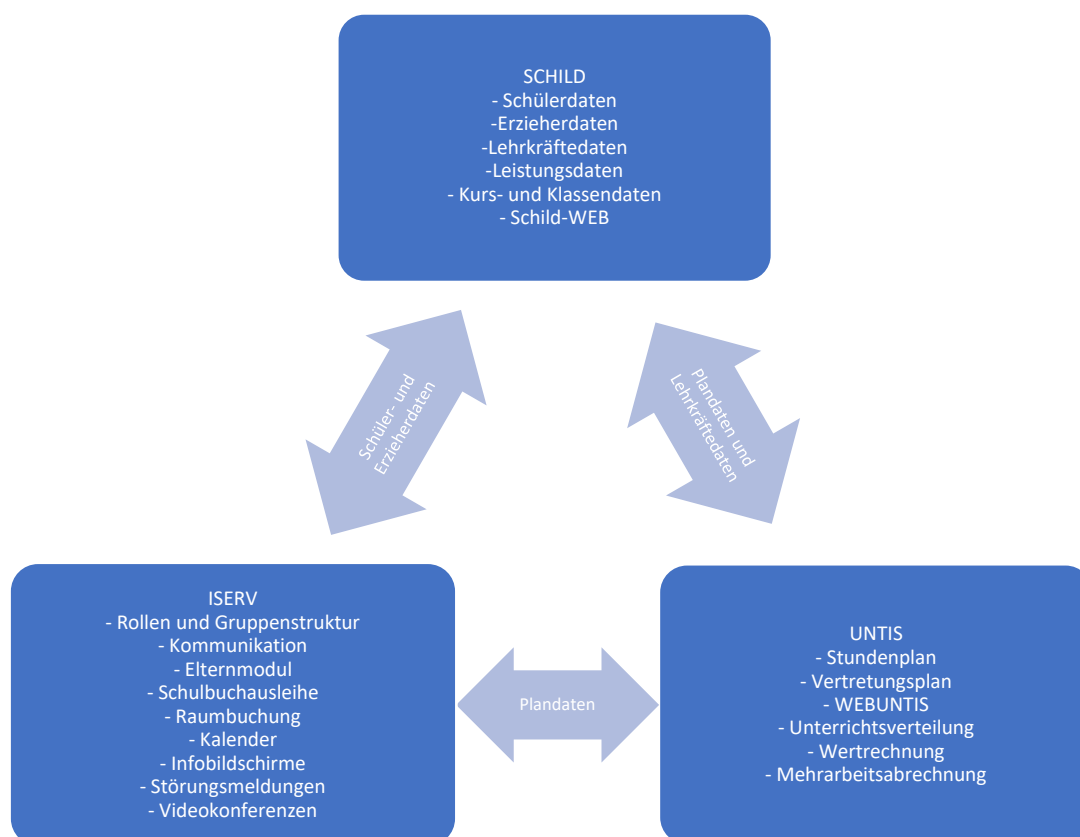 SCHILD
- Schülerdaten
-Erzieherdaten
-Lehrkräftedaten
-Leistungsdaten
- Kurs- und Klassendaten
- Schild-WEB
Schüler- und
Erzieherdaten
Plandaten und
Lehrkräftedaten
ISERV
- Rollen und Gruppenstruktur
- Kommunikation
- Elternmodul
- Schulbuchausleihe
- Raumbuchung
- Kalender
- Infobildschirme
- Störungsmeldungen
- Videokonferenzen
Plandaten
UNTIS
- Stundenplan
- Vertretungsplan
- WEBUNTIS
- Unterrichtsverteilung
- Wertrechnung
- Mehrarbeitsabrechnung